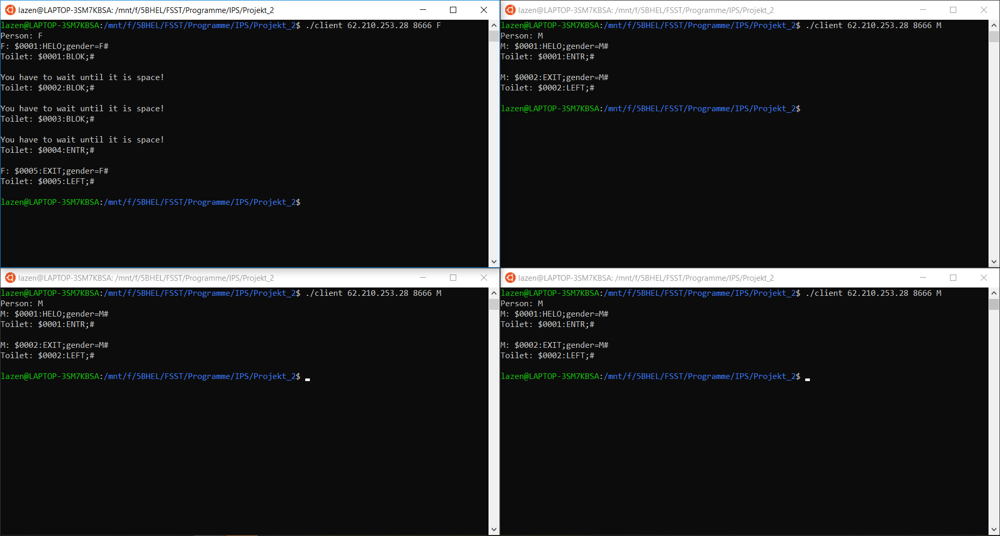 lazen@LAPTOP-3SM7KBSA: /mnt/f/5BHEL/FSST/Programme/IPS/Projekt_2
lazen@LAPTOP-3SM7KBSA:/mnt/f/5BHEL/FSST/Programme/IPS/Projekt_2$ ./client 62.210.253.28 8666 F
Person: F
F: $0001:HELO;gender=F#
Toilet: $0001:BLOK;#
You have to wait until it is space!
Toilet: $0002:BLOK;#
You have to wait until it is space!
Toilet: $0003:BLOK;#
You have to wait until it is space!
Toilet: $0004:ENTR;#
F: $0005:EXIT;gender=F#
Toilet: $0005:LEFT;#
lazen@LAPTOP-3SM7KBSA:/mnt/f/5BHEL/FSST/Programme/IPS/Projekt_2$
lazen@LAPTOP-3SM7KBSA: /mnt/f/5BHEL/FSST/Programme/IPS/Projekt_2
lazen@LAPTOP-3SM7KBSA:/mnt/f/5BHEL/FSST/Programme/IPS/Projekt_2$ ./client 62.210.253.28 8666 M
Person: M
M: $0001:HELO;gender=M#
Toilet: $0001:ENTR;#
M: $0002:EXIT;gender=M#
Toilet: $0002:LEFT;#
lazen@LAPTOP-3SM7KBSA:/mnt/f/5BHEL/FSST/Programme/IPS/Projekt_2$
lazen@LAPTOP-3SM7KBSA: /mnt/f/5BHEL/FSST/Programme/IPS/Projekt_2
lazen@LAPTOP-3SM7KBSA:/mnt/f/5BHEL/FSST/Programme/IPS/Projekt_2$ ./client 62.210.253.28 8666 M
Person: M
M: $0001:HELO;gender=M#
Toilet: $0001:ENTR;#
M: $0002:EXIT;gender=M#
Toilet: $0002:LEFT;#
lazen@LAPTOP-3SM7KBSA:/mnt/f/5BHEL/FSST/Programme/IPS/Projekt_2$
lazen@LAPTOP-3SM7KBSA: /mnt/f/5BHEL/FSST/Programme/IPS/Projekt_2
lazen@LAPTOP-3SM7KBSA:/mnt/f/5BHEL/FSST/Programme/IPS/Projekt_2$ ./client 62.210.253.28 8666 M
Person: M
M: $0001:HELO;gender=M#
Toilet: $0001:ENTR;#
M: $0002:EXIT;gender=M#
Toilet: $0002:LEFT;#
lazen@LAPTOP-3SM7KBSA:/mnt/f/5BHEL/FSST/Programme/IPS/Projekt_2$